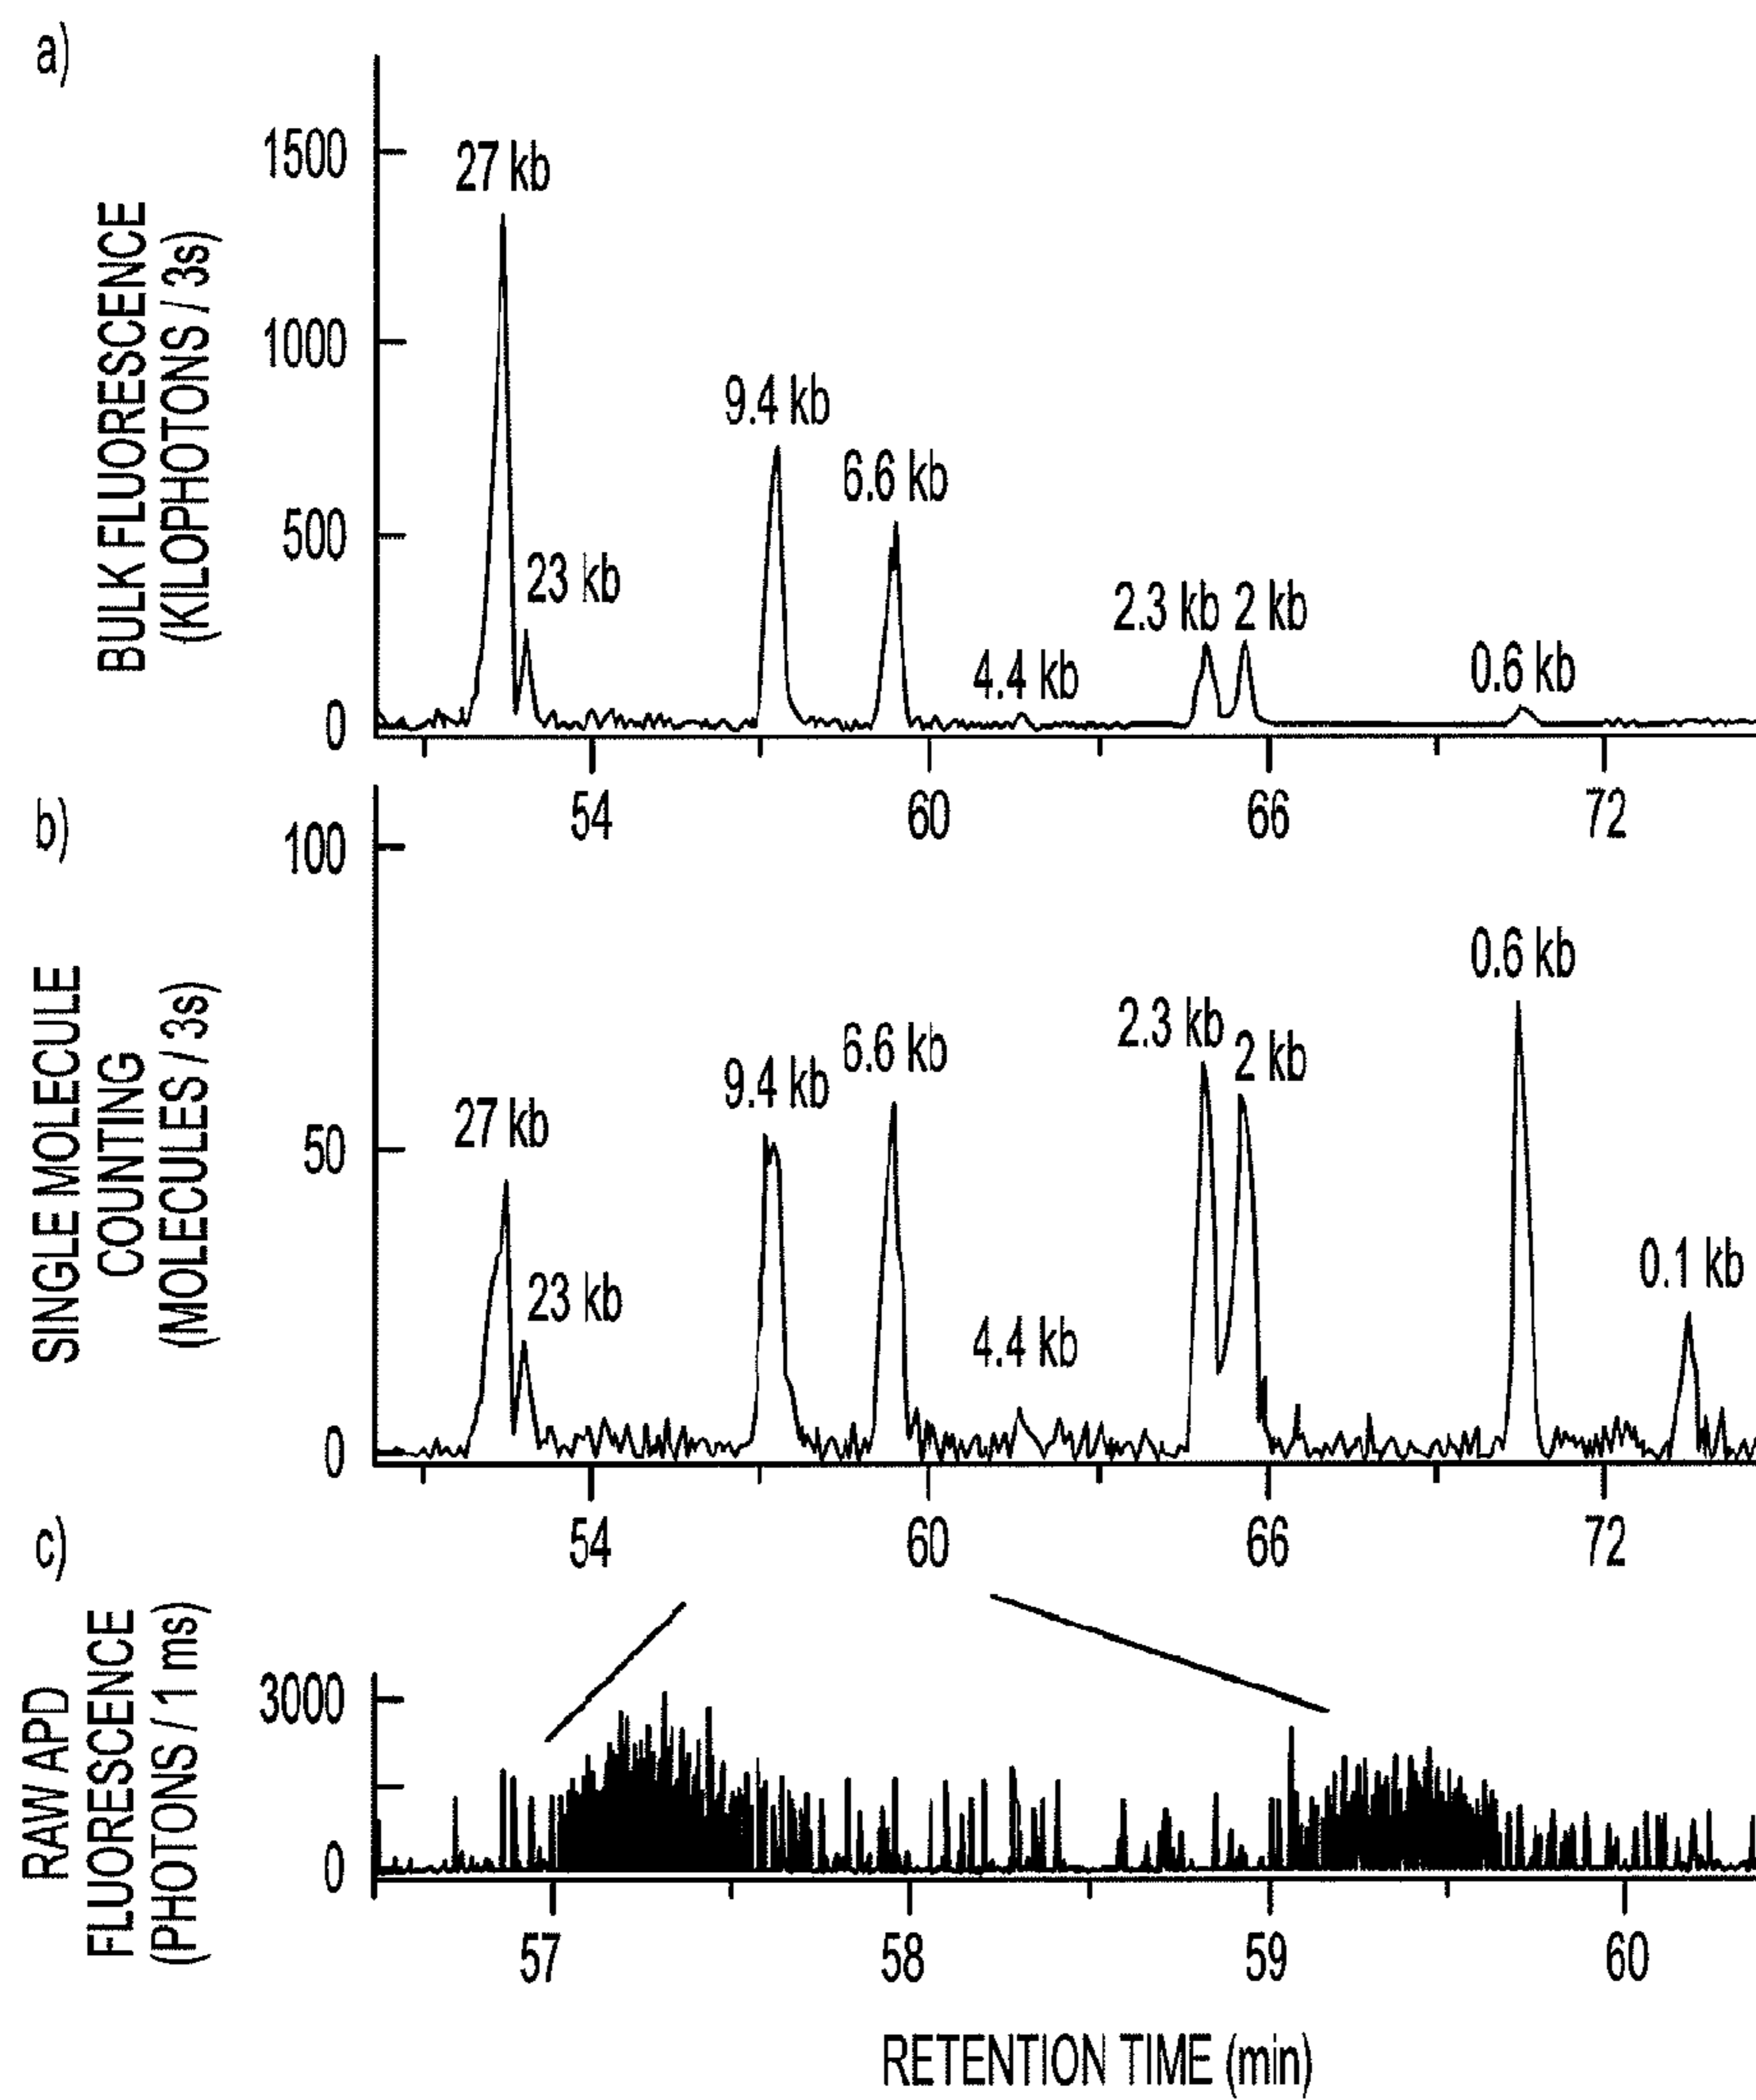 a)
BULK FLUORESCENCE
(KILOPHOTONS / 3s)
1500
1000
500
0
27 kb
23 kb
9.4 kb
6.6 kb
4.4 kb
2.3 kb
2 kb
0.6 kb
54
60
66
72
b)
SINGLE MOLECULE
COUNTING
(MOLECULES / 3s)
100
50
0
27 kb
23 kb
9.4 kb
6.6 kb
4.4 kb
2.3 kb
2 kb
0.6 kb
0.1 kb
54
60
66
72
c)
RAW APD
FLUORESCENCE
(PHOTONS / 1 ms)
3000
0
57
58
59
60
RETENTION TIME (min)